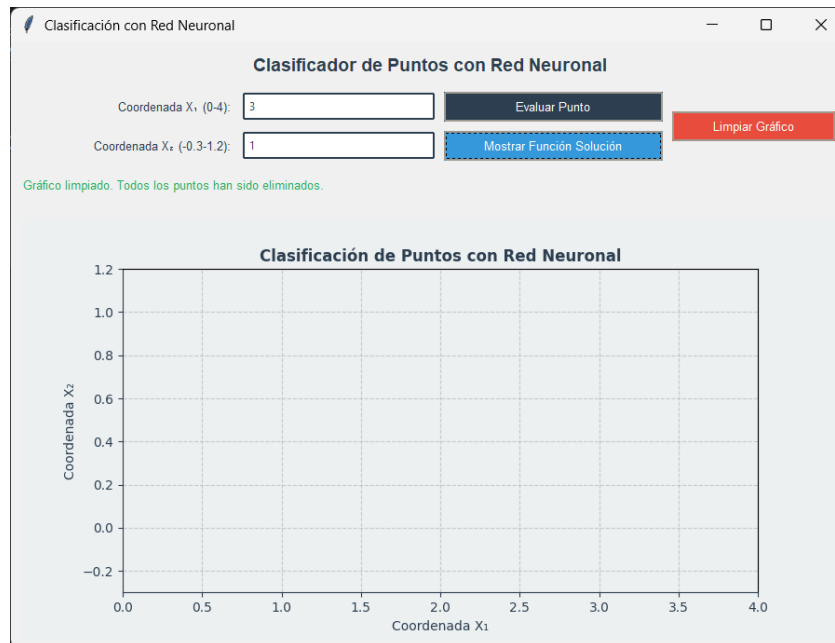 Clasificación con Red Neuronal
Clasificador de Puntos con Red Neuronal
Coordenada X₁ (0-4):
3
Evaluar Punto
Limpiar Gráfico
Coordenada X₂ (-0.3-1.2):
1
Mostrar Función Solución
Gráfico limpiado. Todos los puntos han sido eliminados.
Clasificación de Puntos con Red Neuronal
1.2
1.0
0.8
0.6
0.4
0.2
0.0
−0.2
Coordenada X₂
0.0 0.5 1.0 1.5 2.0 2.5 3.0 3.5 4.0
Coordenada X₁